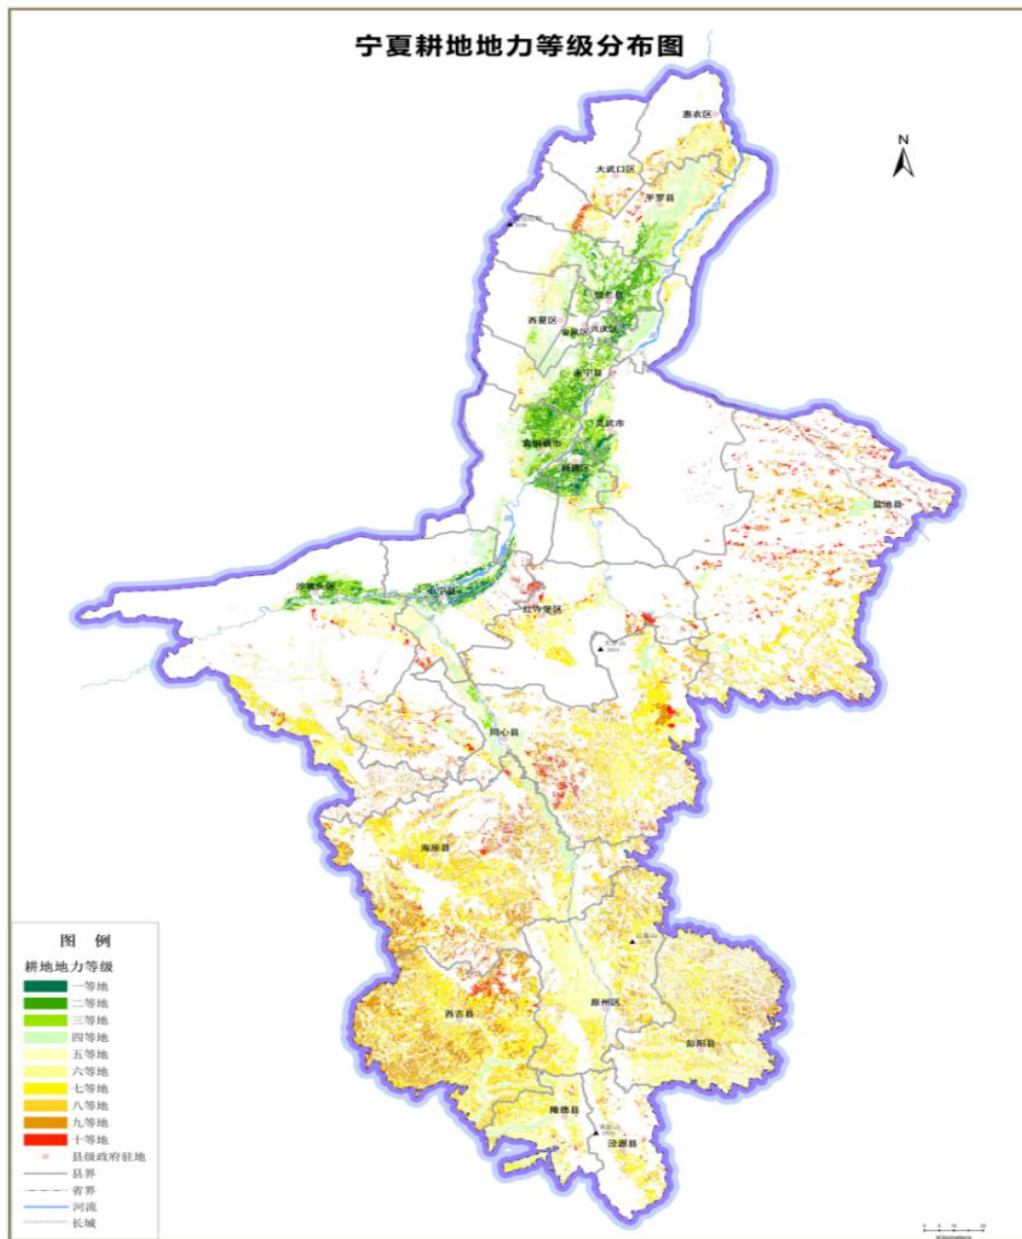 宁夏耕地地力等级分布图
N
惠农区
大武口区
平罗县
西夏区
兴庆区
永宁县
灵武市
青铜峡市
利通区
盐池县
沙坡头区
中宁县
红寺堡区
同心县
海原县
云雾山
西吉县
原州区
彭阳县
隆德县
泾源县
图 例
耕地地力等级
一等地
二等地
三等地
四等地
五等地
六等地
七等地
八等地
九等地
十等地
县级政府驻地
县界
省界
河流
长城
Kilometers